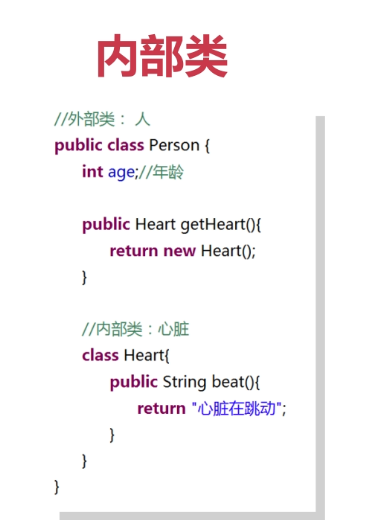 内部类
//外部类： 人
public class Person {
int age;//年龄
public Heart getHeart(){
return new Heart();
}
//内部类：心脏
class Heart{
public String beat(){
return "心脏在跳动";
}
}
}